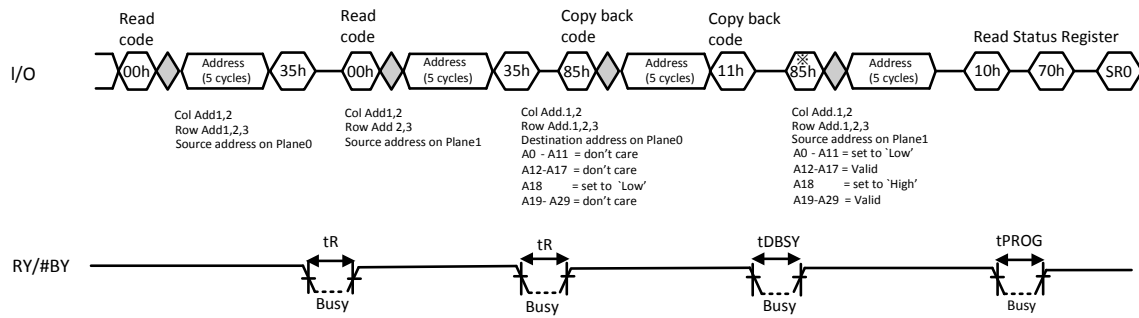 Read code
Read code
Copy back code
Copy back code
Read Status Register
I/O
00h
Address (5 cycles)
35h
00h
Address (5 cycles)
35h
85h
Address (5 cycles)
11h
※
85h
Address (5 cycles)
10h
70h
SR0
Col Add1,2
Row Add1,2,3
Source address on Plane0
Col Add1,2
Row Add 2,3
Source address on Plane1
Col Add.1,2
Row Add.1,2,3
Destination address on Plane0
A0 - A11 = don't care
A12-A17 = don't care
A18 = set to `Low'
A19- A29 = don't care
Col Add.1,2
Row Add.1,2,3
Source address on Plane1
A0 - A11 = set to `Low'
A12-A17 = Valid
A18 = set to `High'
A19-A29 = Valid
RY/#BY
tR
Busy
tR
Busy
tDBSY
Busy
tPROG
Busy